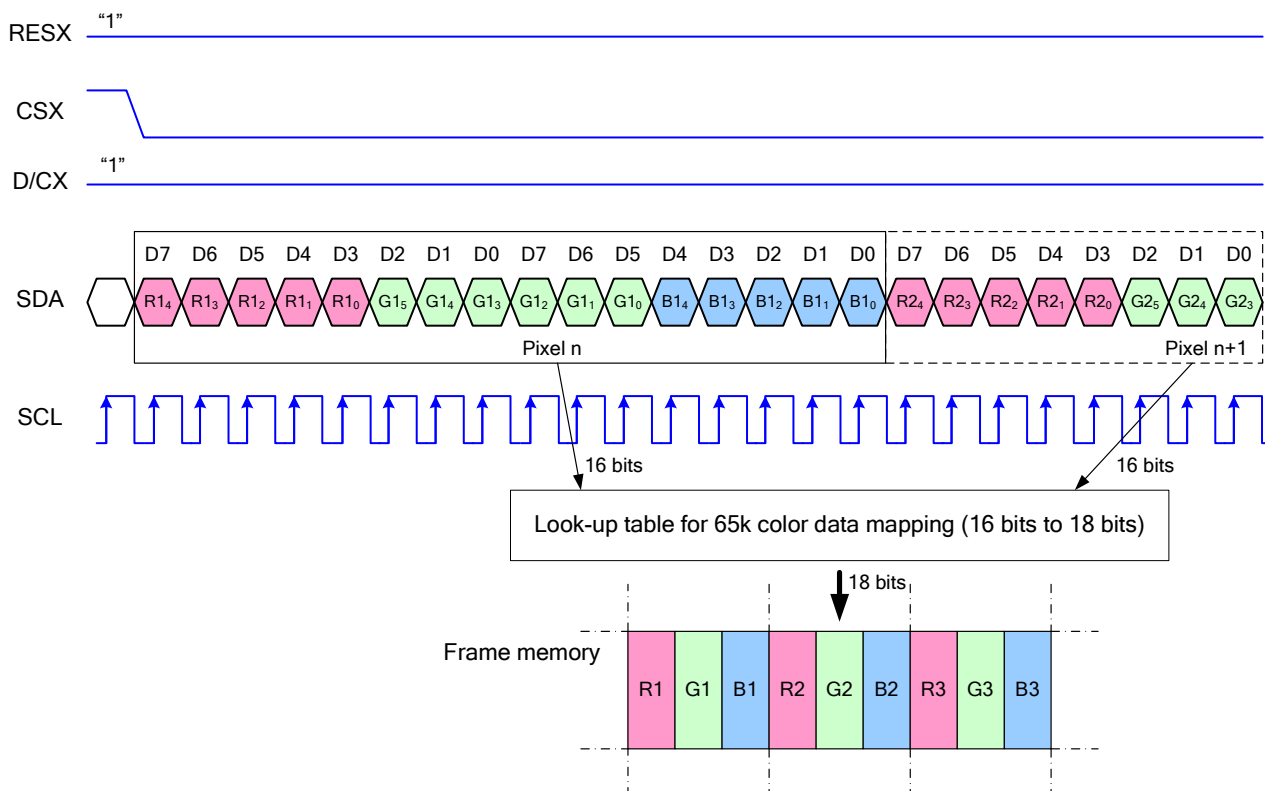 RESX “1”
CSX
D/CX “1”
D7 D6 D5 D4 D3 D2 D1 D0 D7 D6 D5 D4 D3 D2 D1 D0 D7 D6 D5 D4 D3 D2 D1 D0
SDA R1₄ R1₃ R1₂ R1₁ R1₀ G1₅ G1₄ G1₃ G1₂ G1₁ G1₀ B1₄ B1₃ B1₂ B1₁ B1₀ R2₄ R2₃ R2₂ R2₁ R2₀ G2₅ G2₄ G2₃
Pixel n Pixel n+1
SCL
16 bits 16 bits
Look-up table for 65k color data mapping (16 bits to 18 bits)
18 bits
Frame memory
R1 G1 B1 R2 G2 B2 R3 G3 B3